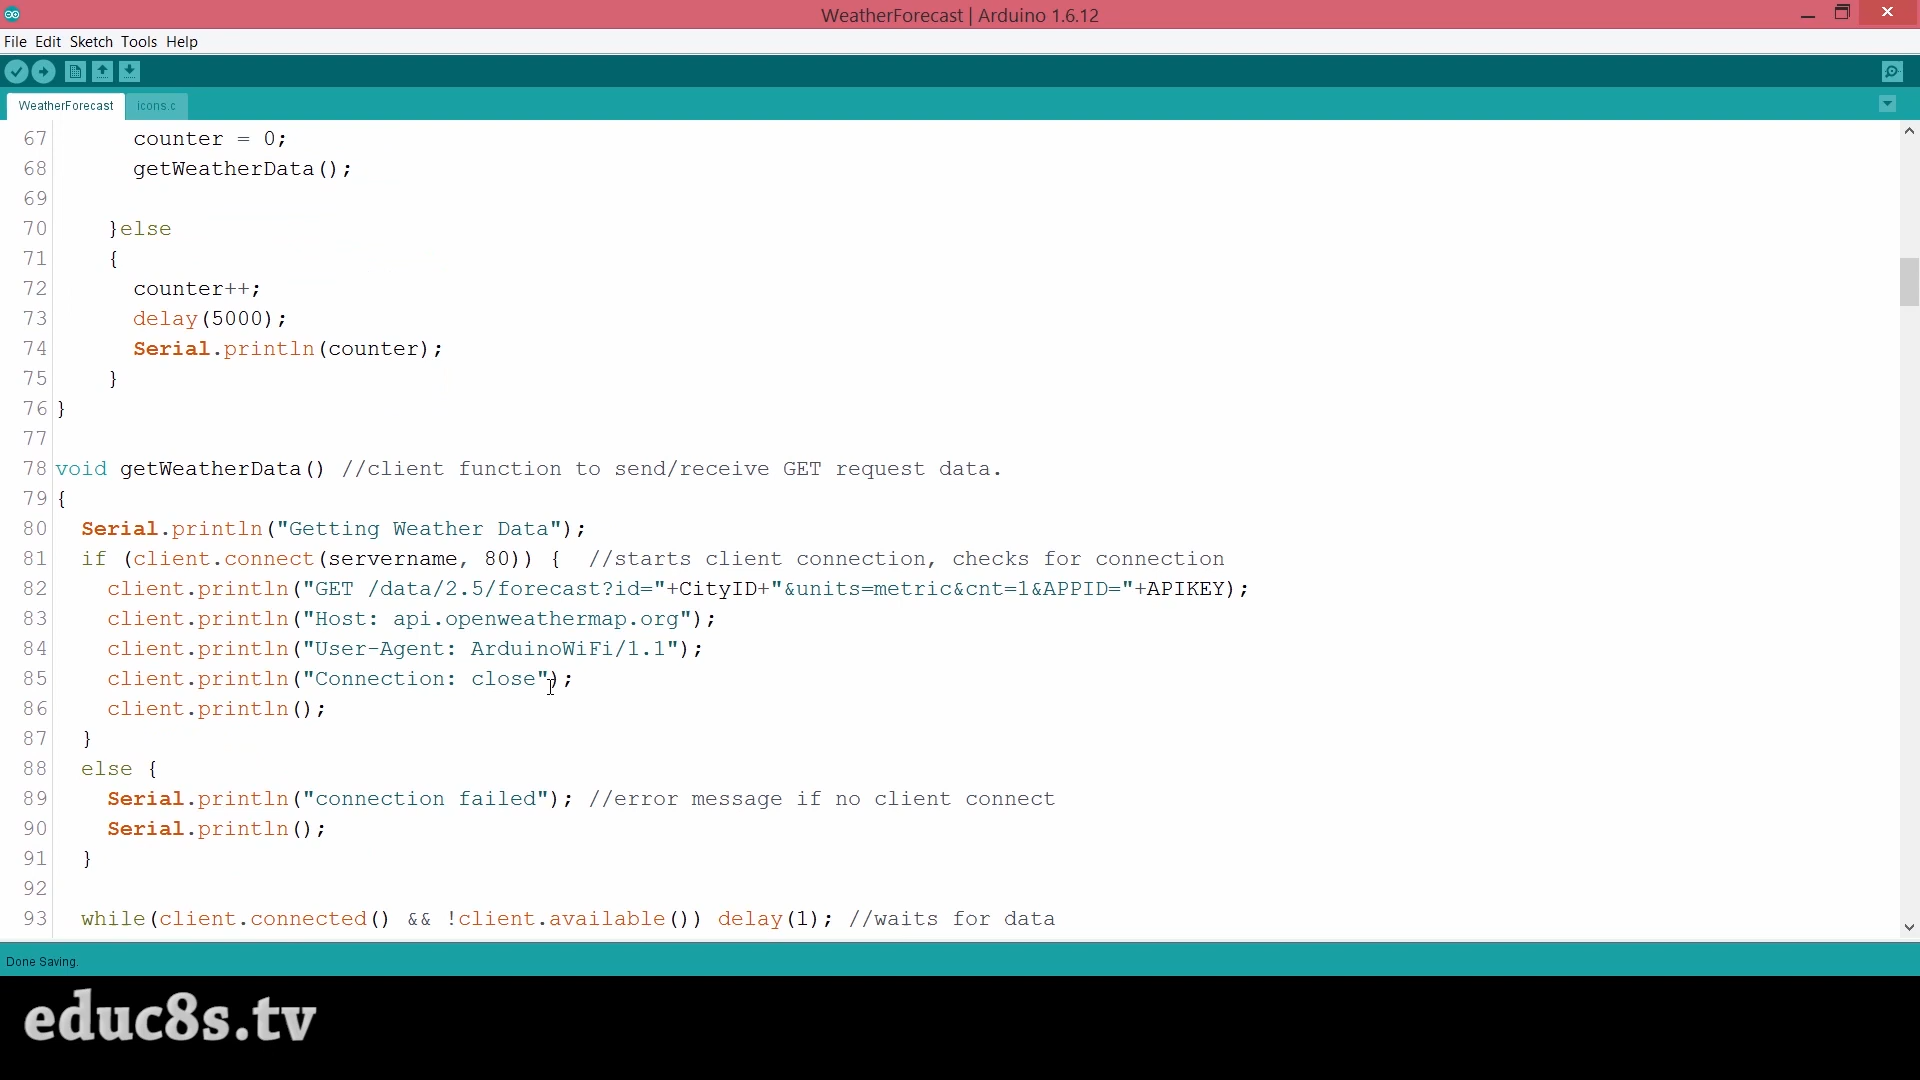 WeatherForecast | Arduino 1.6.12
File Edit Sketch Tools Help
WeatherForecast icons.c
67 counter = 0;
68 getWeatherData();
69
70 }else
71 {
72 counter++;
73 delay(5000);
74 Serial.println(counter);
75 }
76 }
77
78 void getWeatherData() //client function to send/receive GET request data.
79 {
80 Serial.println("Getting Weather Data");
81 if (client.connect(servername, 80)) { //starts client connection, checks for connection
82 client.println("GET /data/2.5/forecast?id="+CityID+"&units=metric&cnt=1&APPID="+APIKEY);
83 client.println("Host: api.openweathermap.org");
84 client.println("User-Agent: ArduinoWiFi/1.1");
85 client.println("Connection: close");
86 client.println();
87 }
88 else {
89 Serial.println("connection failed"); //error message if no client connect
90 Serial.println();
91 }
92
93 while(client.connected() && !client.available()) delay(1); //waits for data
Done Saving.
educ8s.tv